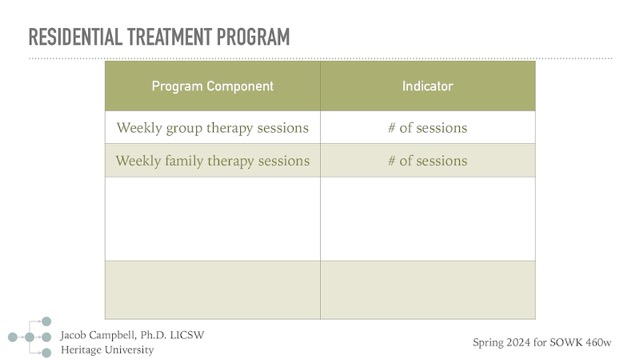 RESIDENTIAL TREATMENT PROGRAM
Program Component Indicator
Weekly group therapy sessions # of sessions
Weekly family therapy sessions # of sessions
Jacob Campbell, Ph.D. LICSW
Heritage University
Spring 2024 for SOWK 460w